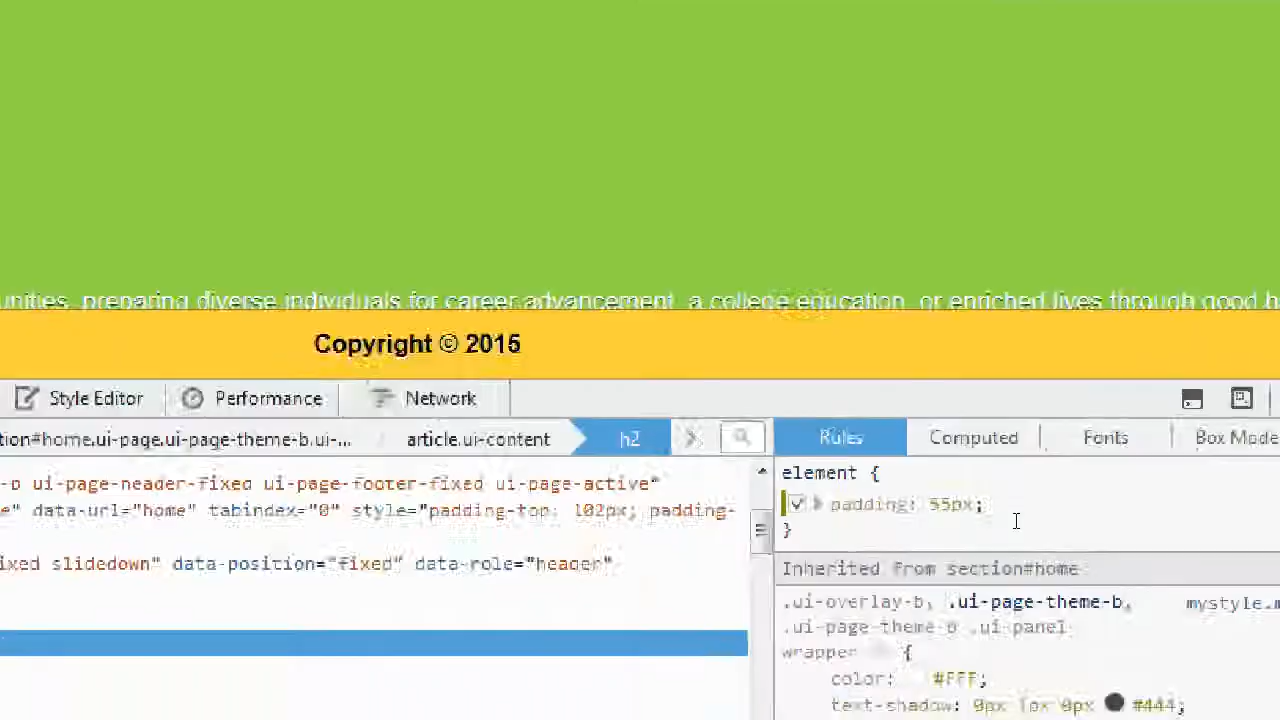 unities, preparing diverse individuals for career advancement, a college education, or enriched lives through good h
Copyright © 2015
Style Editor Performance Network
tion#home.ui-page.ui-page-theme-b.ui-... article.ui-content h2 Rules Computed Fonts Box Mode
-b ui-page-header-fixed ui-page-footer-fixed ui-page-active"
e" data-url="home" tabindex="0" style="padding-top: 102px; padding-
ixed slidedown" data-position="fixed" data-role="header"
element {
padding: 55px;
}
Inherited from section#home
.ui-overlay-b, .ui-page-theme-b, mystyle.m
.ui-page-theme-b .ui-panel-
wrapper {
color: #FFF;
text-shadow: 0px 1px 0px #444;